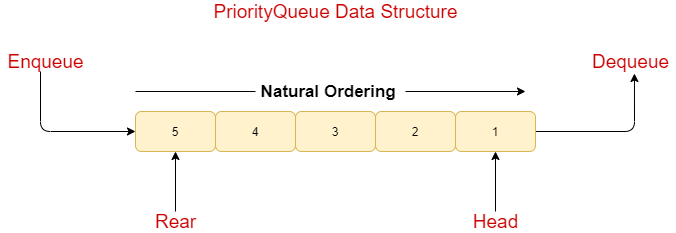 PriorityQueue Data Structure
Enqueue
Dequeue
Natural Ordering
5 4 3 2 1
Rear
Head